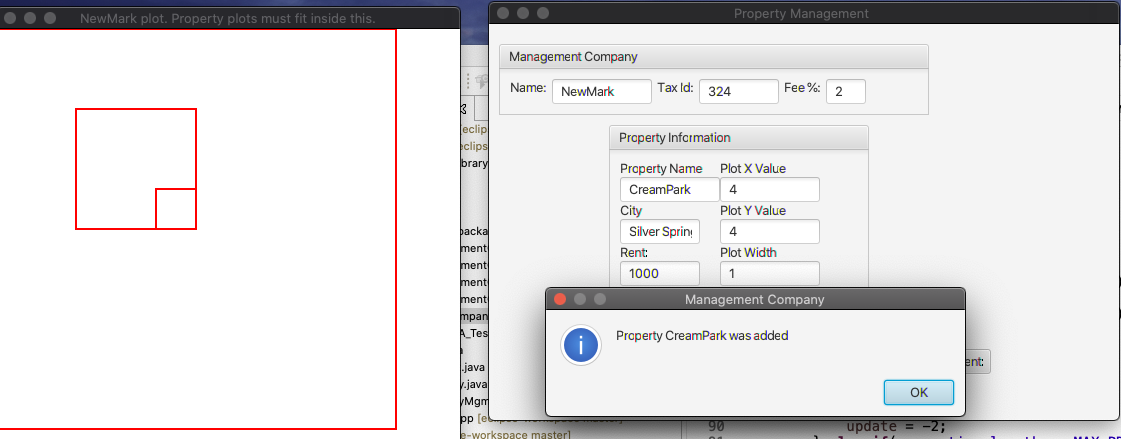 NewMark plot. Property plots must fit inside this.
Property Management
Management Company
Name: NewMark Tax Id: 324 Fee%: 2
Property Information
Property Name Plot X Value
CreamPark 4
City Plot Y Value
Silver Spring 4
Rent: Plot Width
1000 1
Management Company
Property CreamPark was added
OK
ent:
[eclip
eclips
ibrary
packa
ment
ment
ment
ment
mpan
A_Tes
.java
y.java
yMgm
pp [eclipse-workspace master]
e-workspace master]
90 update = -2;